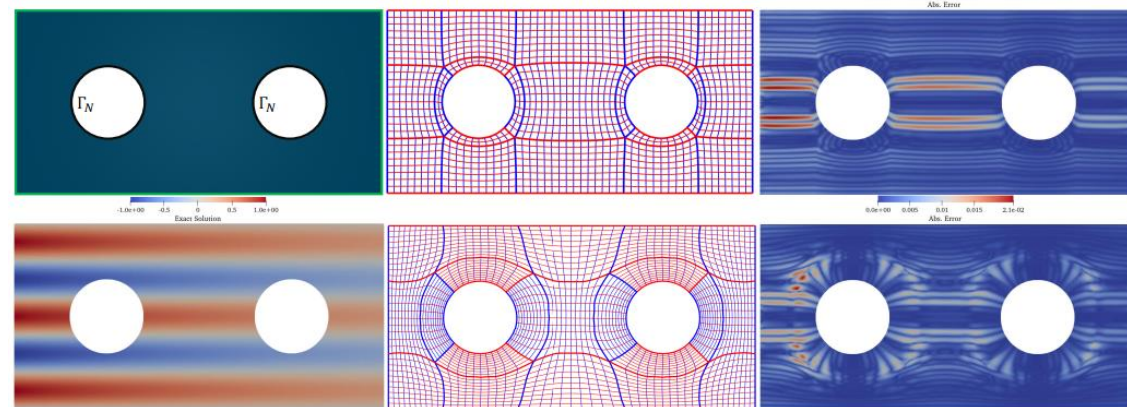 Abs. Error
Γ_N Γ_N
-1.0e+00 -0.5 0 0.5 1.0e+00
Exact Solution
0.0e+00 0.005 0.01 0.015 2.1e-02
Abs. Error